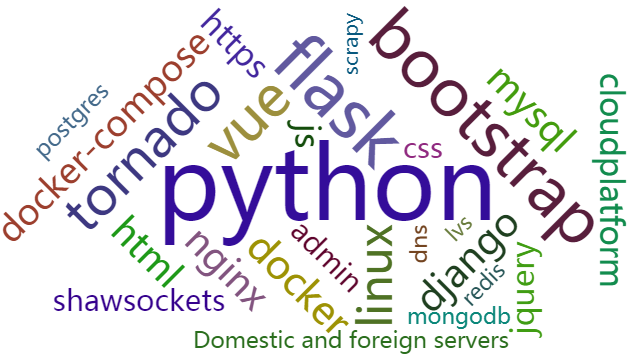 https
flask
scrapy
bootstrap
postgres
docker-compose
tornado
vue
js
mysql
cloudplatform
css
python
html
nginx
docker
admin
linux
dns
lvs
django
redis
jquery
shawsockets
mongodb
Domestic and foreign servers